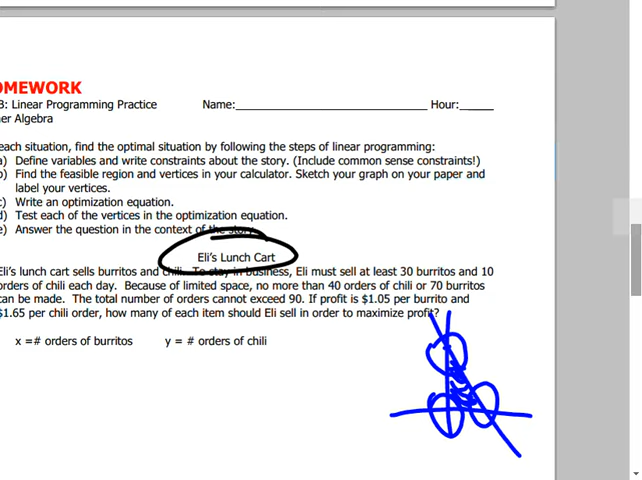 OMEWORK
3: Linear Programming Practice Name:__________ Hour:_____
er Algebra
each situation, find the optimal situation by following the steps of linear programming:
a) Define variables and write constraints about the story. (Include common sense constraints!)
b) Find the feasible region and vertices in your calculator. Sketch your graph on your paper and
label your vertices.
c) Write an optimization equation.
d) Test each of the vertices in the optimization equation.
e) Answer the question in the context of the story.
Eli's Lunch Cart
Eli's lunch cart sells burritos and chili. To stay in business, Eli must sell at least 30 burritos and 10
orders of chili each day. Because of limited space, no more than 40 orders of chili or 70 burritos
can be made. The total number of orders cannot exceed 90. If profit is $1.05 per burrito and
$1.65 per chili order, how many of each item should Eli sell in order to maximize profit?
x =# orders of burritos y = # orders of chili